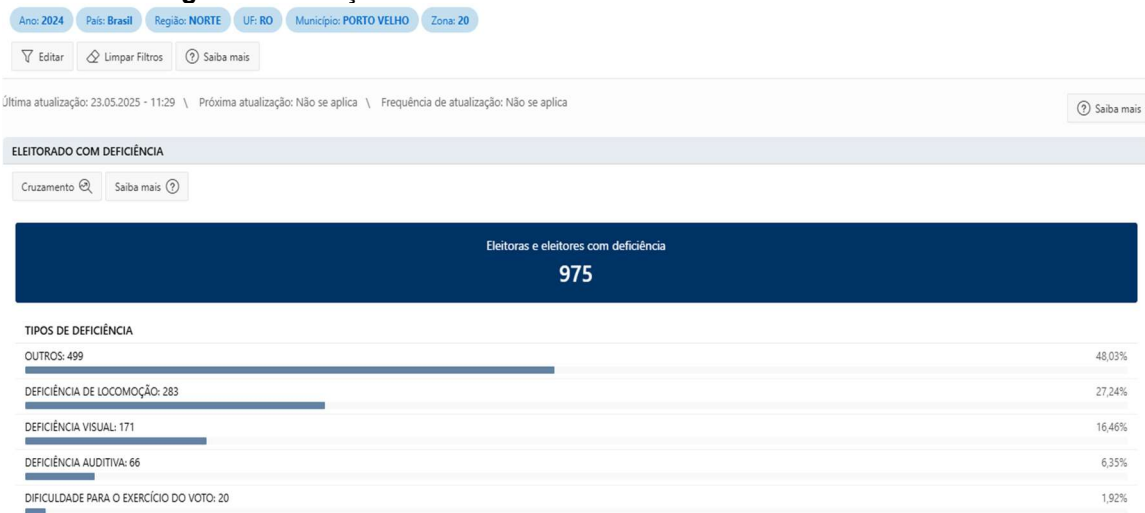 Ano: 2024 País: Brasil Região: NORTE UF: RO Município: PORTO VELHO Zona: 20
Editar Limpar Filtros Saiba mais
Última atualização: 23.05.2025 - 11:29 \ Próxima atualização: Não se aplica \ Frequência de atualização: Não se aplica
Saiba mais
ELEITORADO COM DEFICIÊNCIA
Cruzamento Saiba mais
Eleitoras e eleitores com deficiência
975
TIPOS DE DEFICIÊNCIA
OUTROS: 499 48,03%
DEFICIÊNCIA DE LOCOMOÇÃO: 283 27,24%
DEFICIÊNCIA VISUAL: 171 16,46%
DEFICIÊNCIA AUDITIVA: 66 6,35%
DIFICULDADE PARA O EXERCÍCIO DO VOTO: 20 1,92%